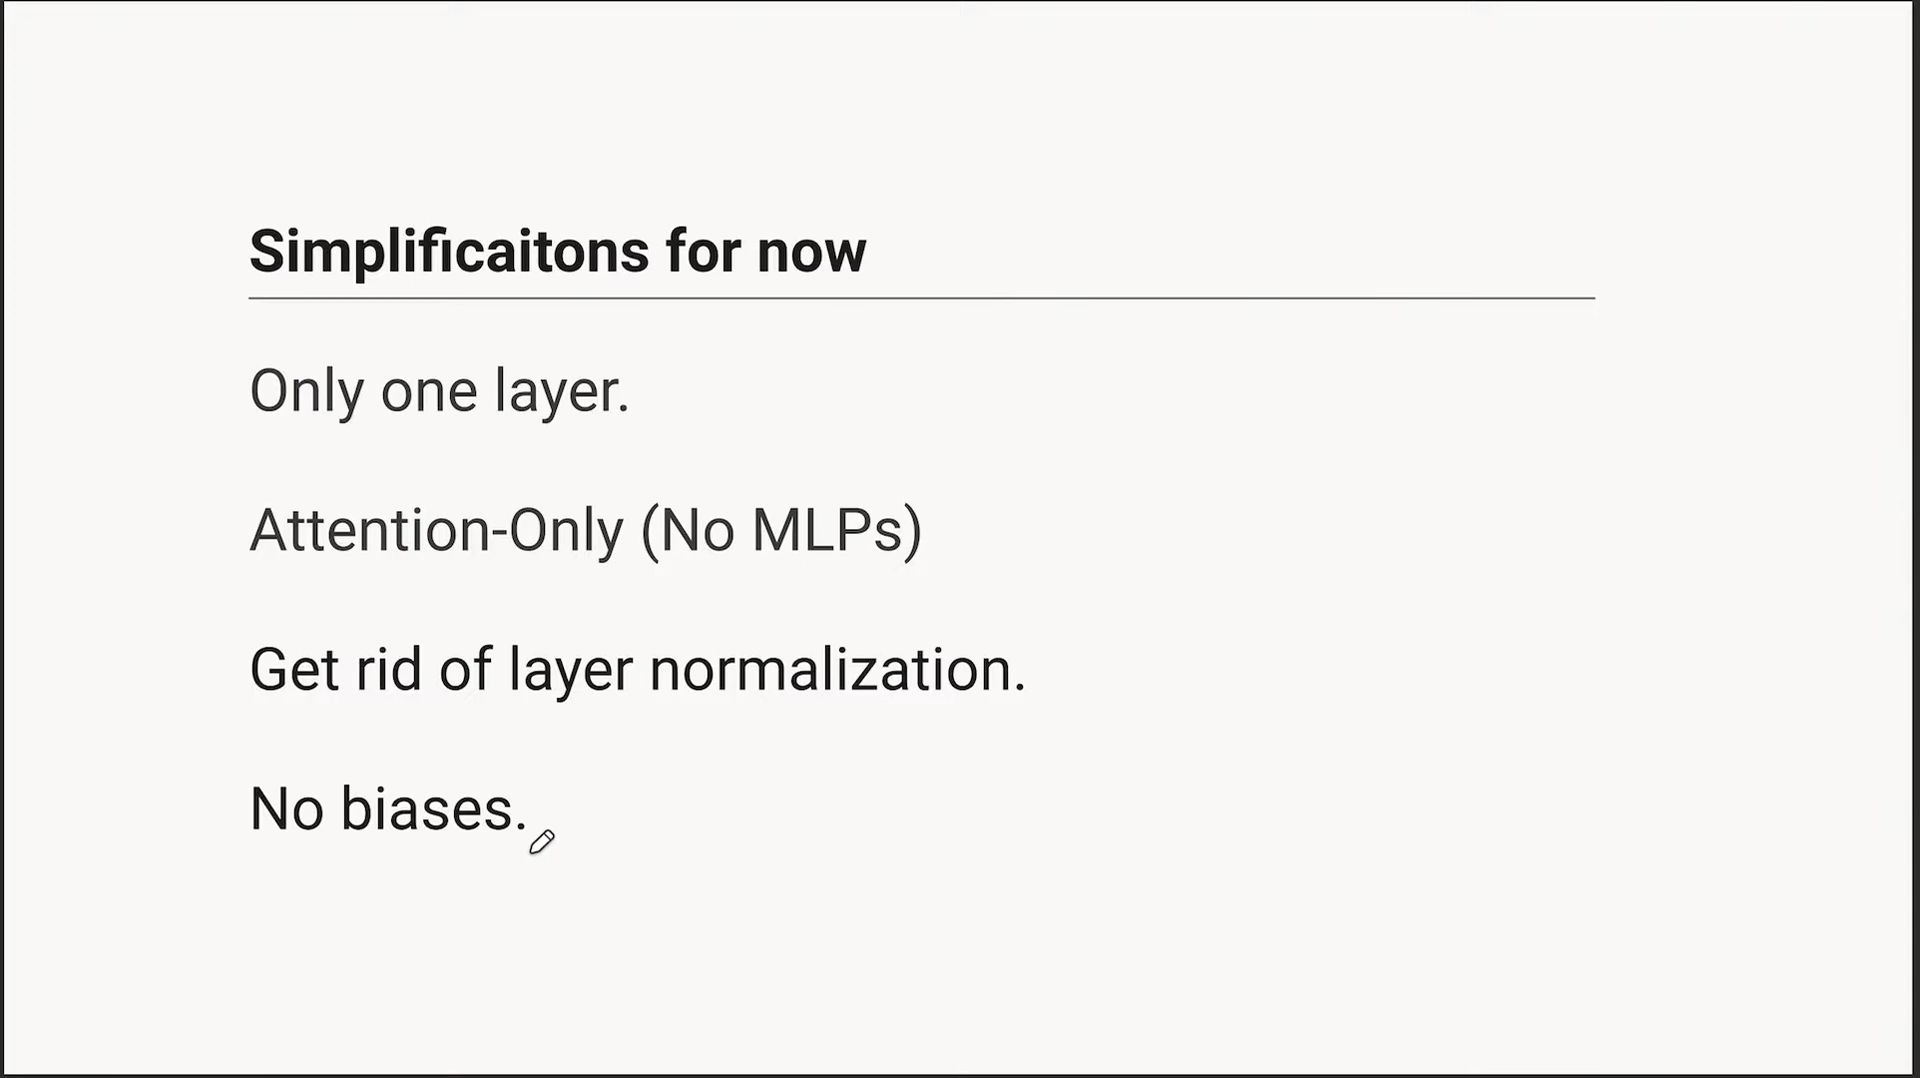 Simplificaitons for now
Only one layer.
Attention-Only (No MLPs)
Get rid of layer normalization.
No biases.